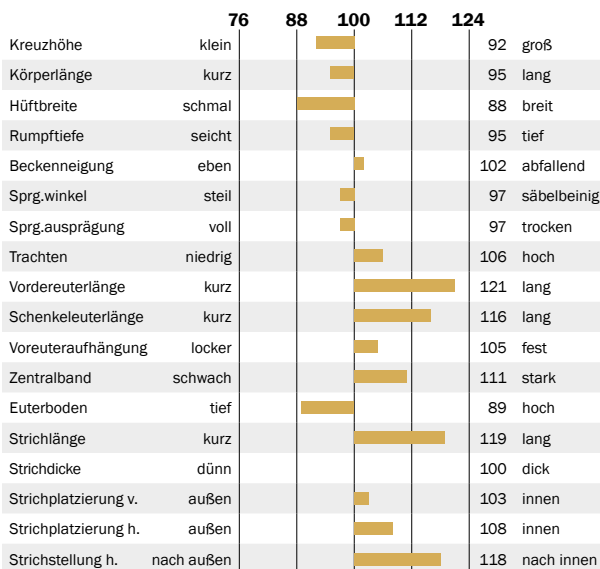 76 88 100 112 124
Kreuzhöhe klein 92 groß
Körperlänge kurz 95 lang
Hüftbreite schmal 88 breit
Rumpftiefe seicht 95 tief
Beckenneigung eben 102 abfallend
Sprg.winkel steil 97 säbelbeinig
Sprg.ausprägung voll 97 trocken
Trachten niedrig 106 hoch
Vordereuterlänge kurz 121 lang
Schenkeleuterlänge kurz 116 lang
Voreuteraufhängung locker 105 fest
Zentralband schwach 111 stark
Euterboden tief 89 hoch
Strichlänge kurz 119 lang
Strichdicke dünn 100 dick
Strichplatzierung v. außen 103 innen
Strichplatzierung h. außen 108 innen
Strichstellung h. nach außen 118 nach innen